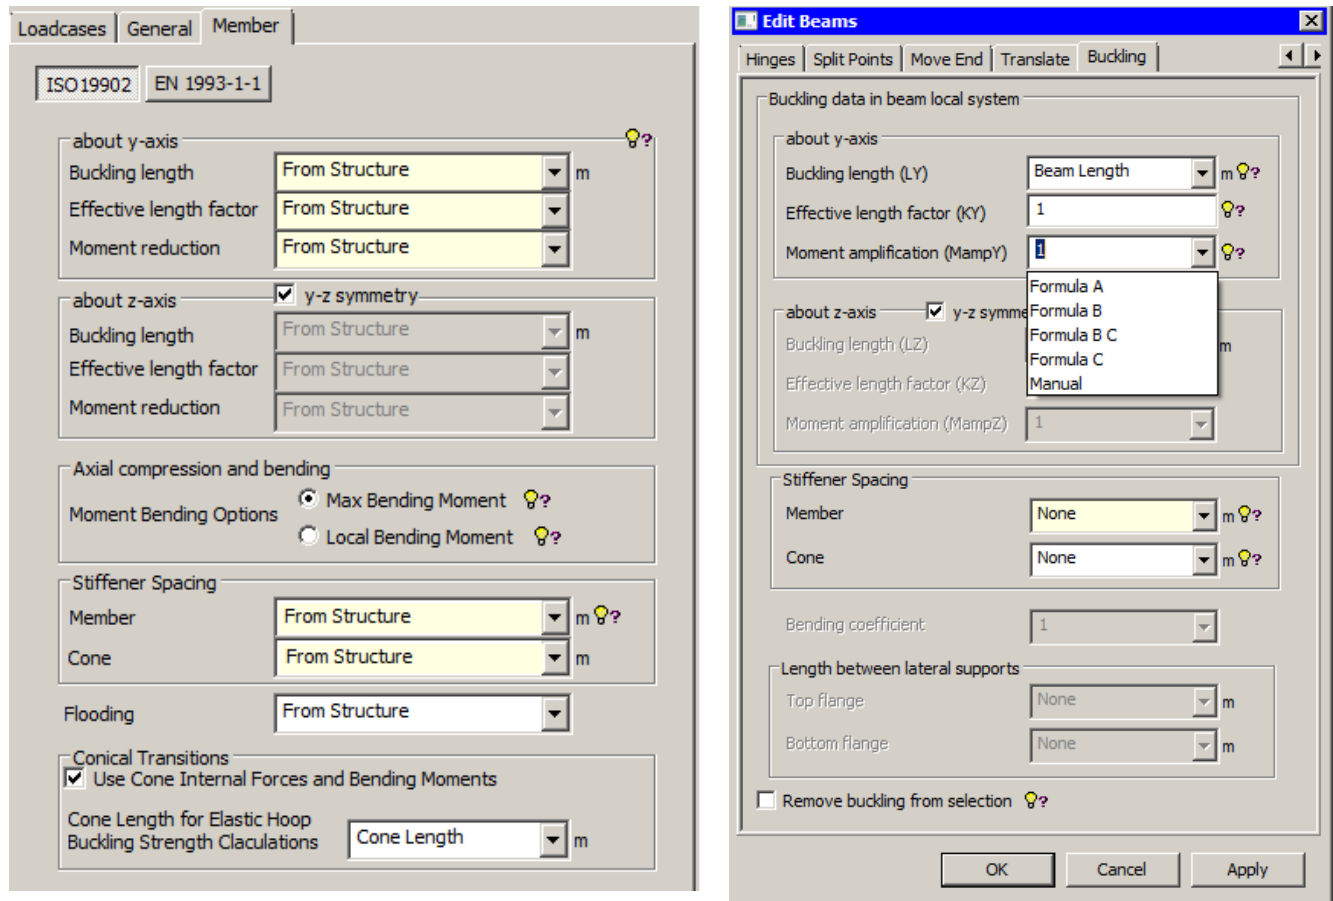 Loadcases General Member
ISO19902 EN 1993-1-1
about y-axis ?
Buckling length From Structure m
Effective length factor From Structure
Moment reduction From Structure
about z-axis y-z symmetry
Buckling length From Structure m
Effective length factor From Structure
Moment reduction From Structure
Axial compression and bending
Moment Bending Options
Max Bending Moment ?
Local Bending Moment ?
Stiffener Spacing
Member From Structure m ?
Cone From Structure m
Flooding From Structure
Conical Transitions
Use Cone Internal Forces and Bending Moments
Cone Length for Elastic Hoop
Buckling Strength Claculations Cone Length m
Edit Beams
Hinges Split Points Move End Translate Buckling
Buckling data in beam local system
about y-axis
Buckling length (LY) Beam Length m ?
Effective length factor (KY) 1 ?
Moment amplification (MampY) 1 ?
Formula A
Formula B
Formula B C
Formula C
Manual
about z-axis y-z symme
Buckling length (LZ) m
Effective length factor (KZ)
Moment amplification (MampZ) 1
Stiffener Spacing
Member None m ?
Cone None m ?
Bending coefficient 1
Length between lateral supports
Top flange None m
Bottom flange None m
Remove buckling from selection ?
OK Cancel Apply